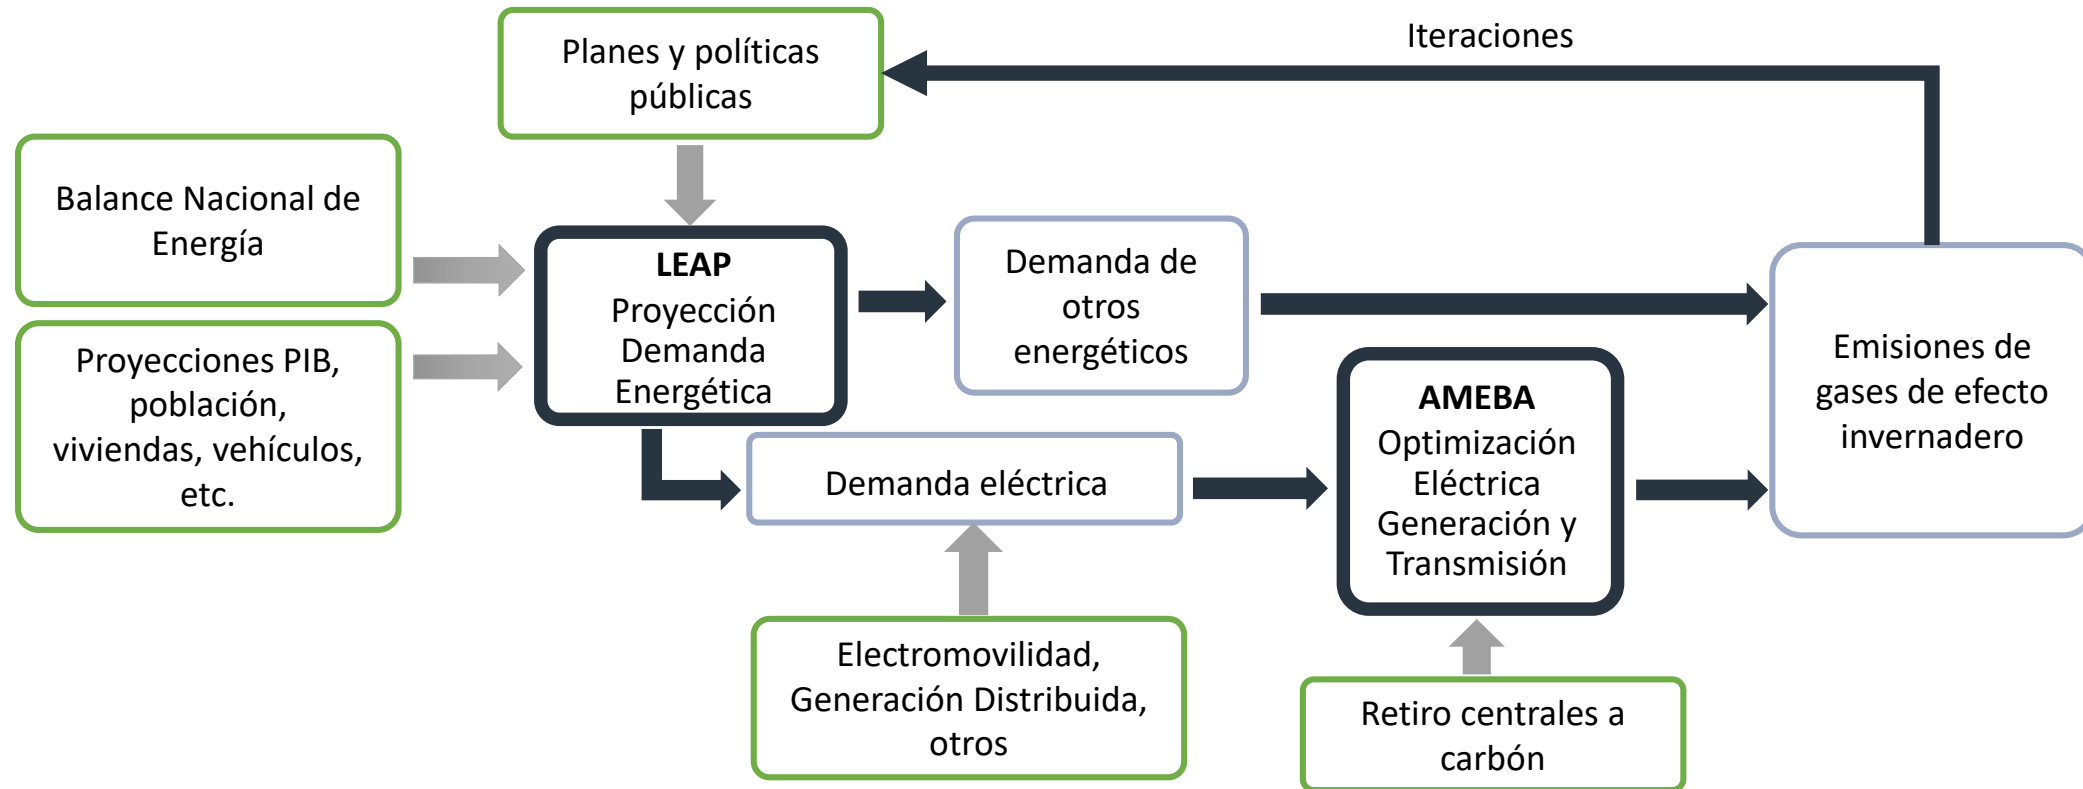 Planes y políticas
públicas
Iteraciones
Balance Nacional de
Energía
Proyecciones PIB,
población,
viviendas, vehículos,
etc.
LEAP
Proyección
Demanda
Energética
Demanda de
otros
energéticos
Demanda eléctrica
AMEBA
Optimización
Eléctrica
Generación y
Transmisión
Emisiones de
gases de efecto
invernadero
Electromovilidad,
Generación Distribuida,
otros
Retiro centrales a
carbón